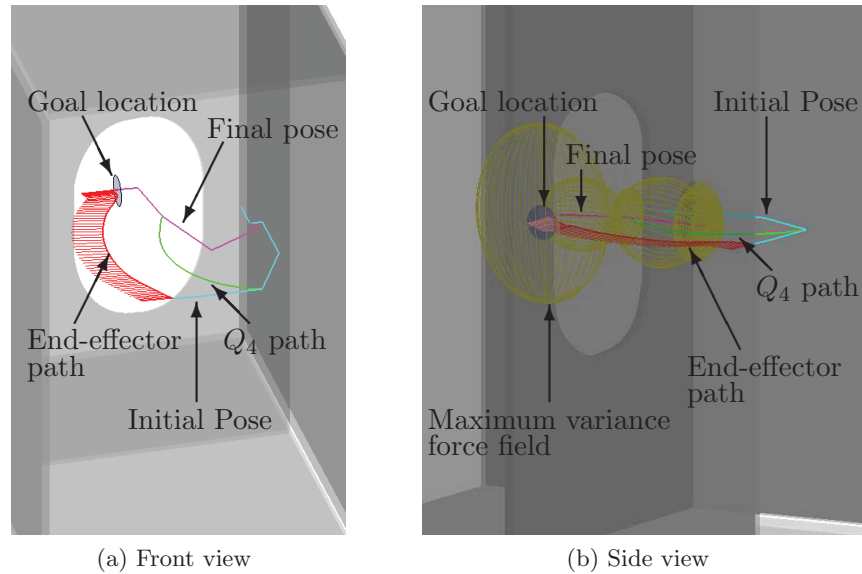 Goal location
Final pose
End-effector
path
Q4 path
Initial Pose
(a) Front view
Goal location
Initial Pose
Final pose
Q4 path
End-effector
path
Maximum variance
force field
(b) Side view